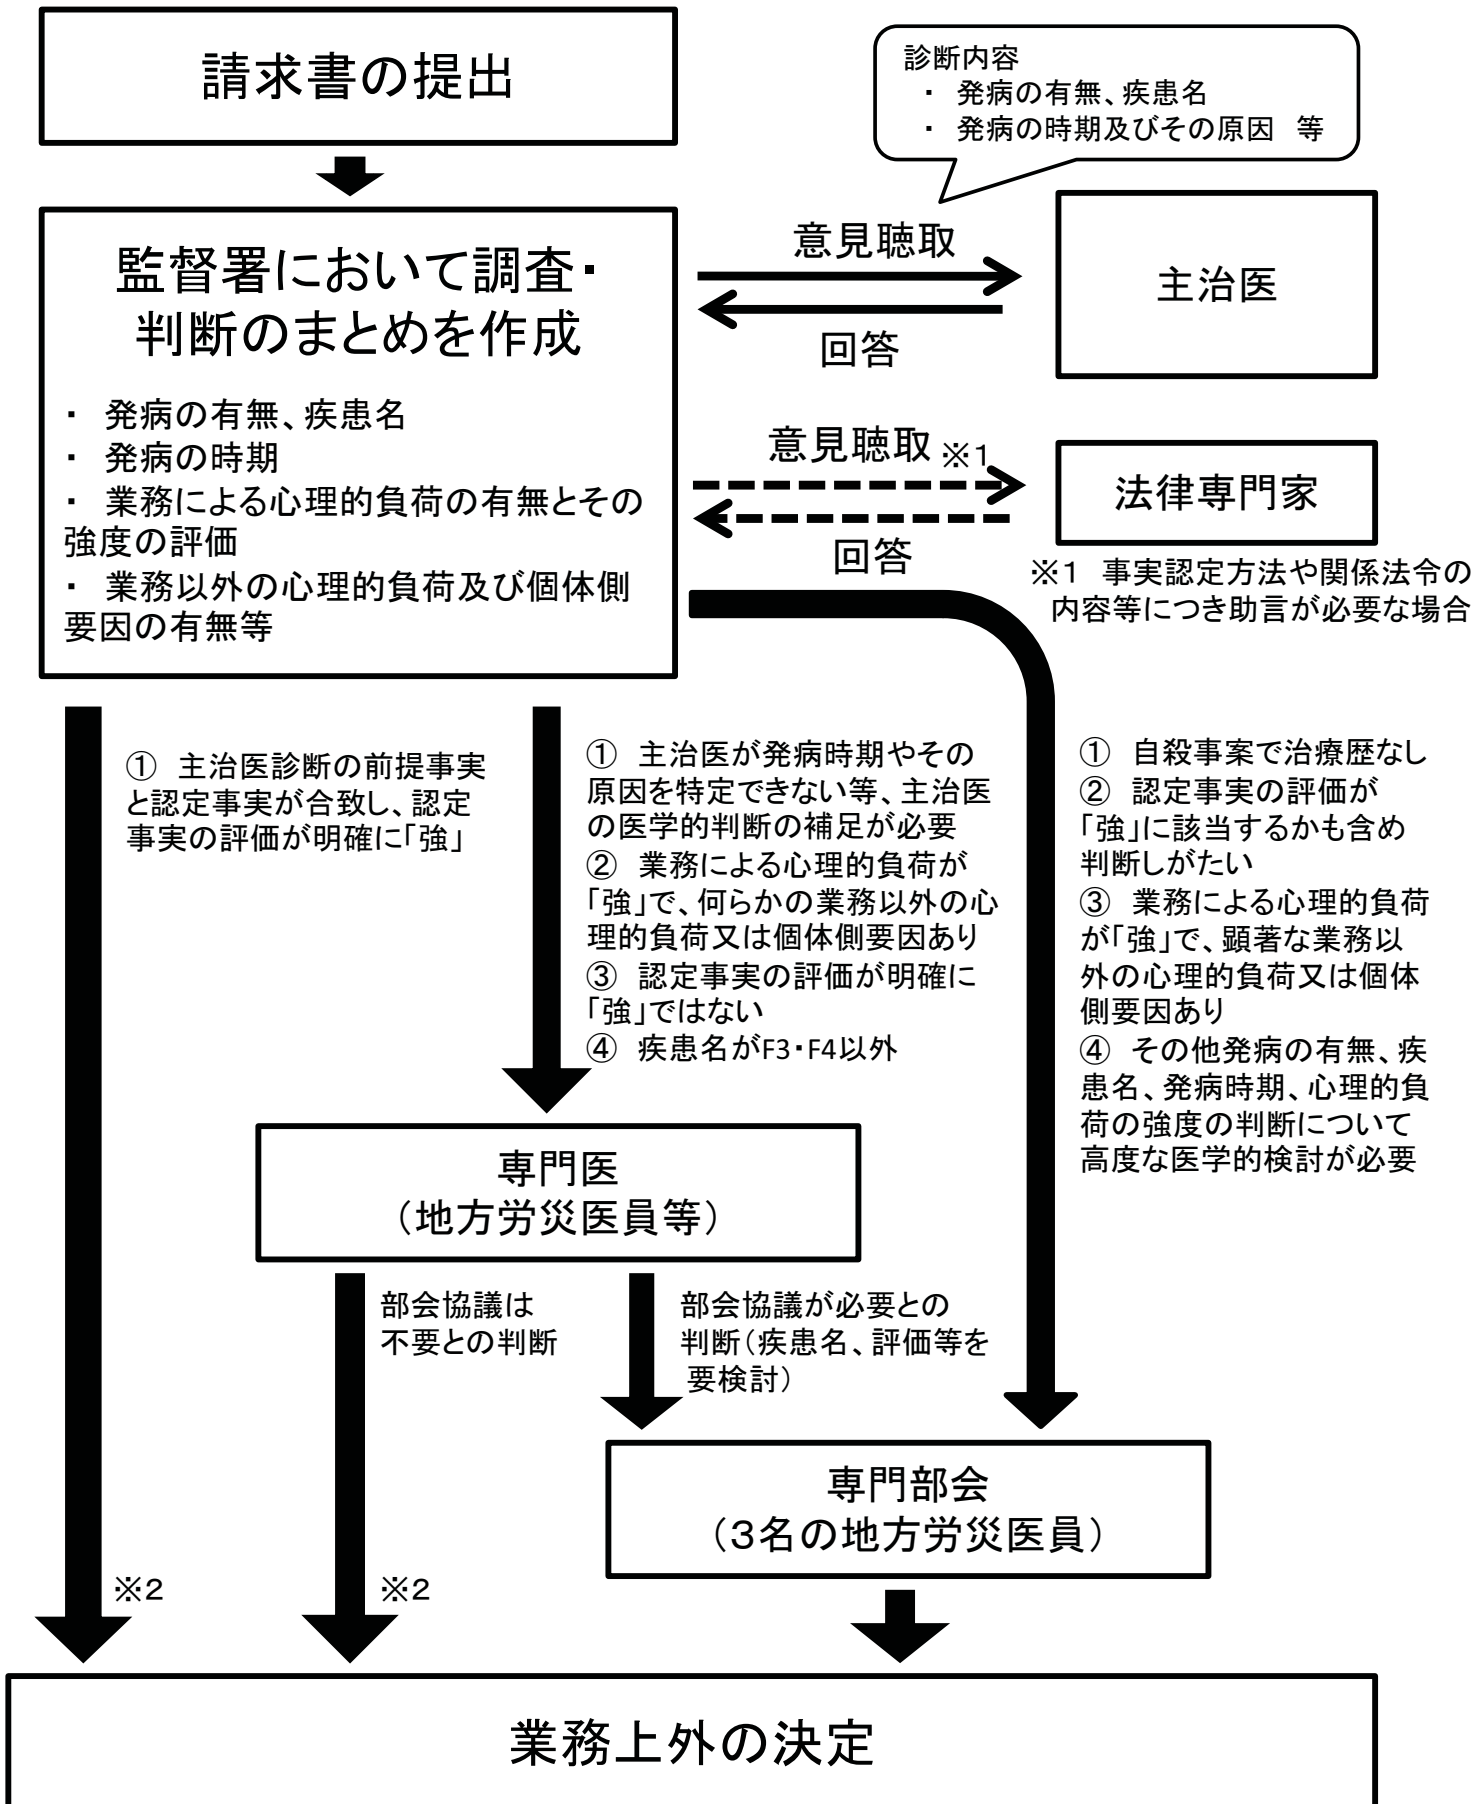 請求書の提出
診断内容
・ 発病の有無、疾患名
・ 発病の時期及びその原因 等
監督署において調査・
判断のまとめを作成
・ 発病の有無、疾患名
・ 発病の時期
・ 業務による心理的負荷の有無とその
強度の評価
・ 業務以外の心理的負荷及び個体側
要因の有無等
意見聴取
回答
主治医
意見聴取 ※1
回答
法律専門家
※1 事実認定方法や関係法令の
内容等につき助言が必要な場合
① 主治医診断の前提事実
と認定事実が合致し、認定
事実の評価が明確に「強」
① 主治医が発病時期やその
原因を特定できない等、主治医
の医学的判断の補足が必要
② 業務による心理的負荷が
「強」で、何らかの業務以外の心
理的負荷又は個体側要因あり
③ 認定事実の評価が明確に
「強」ではない
④ 疾患名がF3・F4以外
① 自殺事案で治療歴なし
② 認定事実の評価が
「強」に該当するかも含め
判断しがたい
③ 業務による心理的負荷
が「強」で、顕著な業務以
外の心理的負荷又は個体
側要因あり
④ その他発病の有無、疾
患名、発病時期、心理的負
荷の強度の判断について
高度な医学的検討が必要
専門医
（地方労災医員等）
部会協議は
不要との判断
部会協議が必要との
判断（疾患名、評価等を
要検討）
専門部会
（3名の地方労災医員）
※2
※2
業務上外の決定